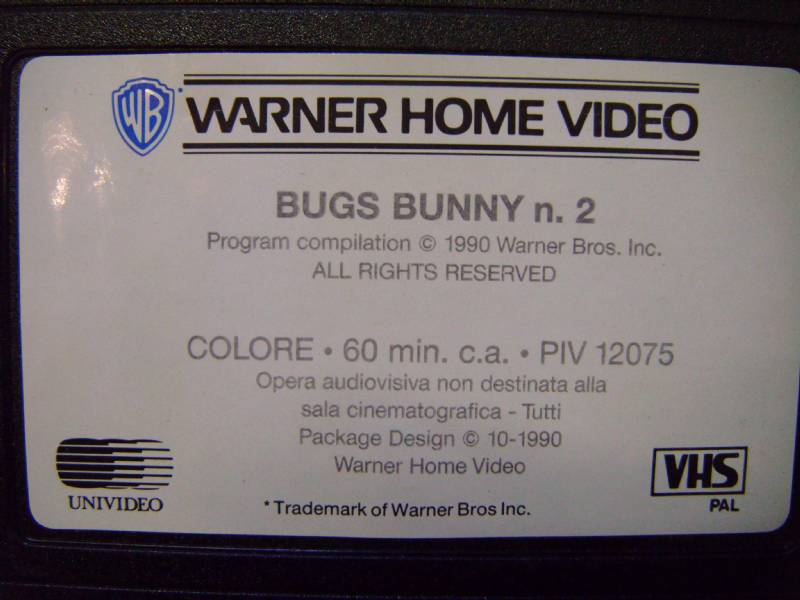 WB WARNER HOME VIDEO
BUGS BUNNY n. 2
Program compilation © 1990 Warner Bros. Inc.
ALL RIGHTS RESERVED
COLORE • 60 min. c.a. • PIV 12075
Opera audiovisiva non destinata alla
sala cinematografica - Tutti
Package Design © 10-1990
Warner Home Video
UNIVIDEO
* Trademark of Warner Bros Inc.
VHS
PAL